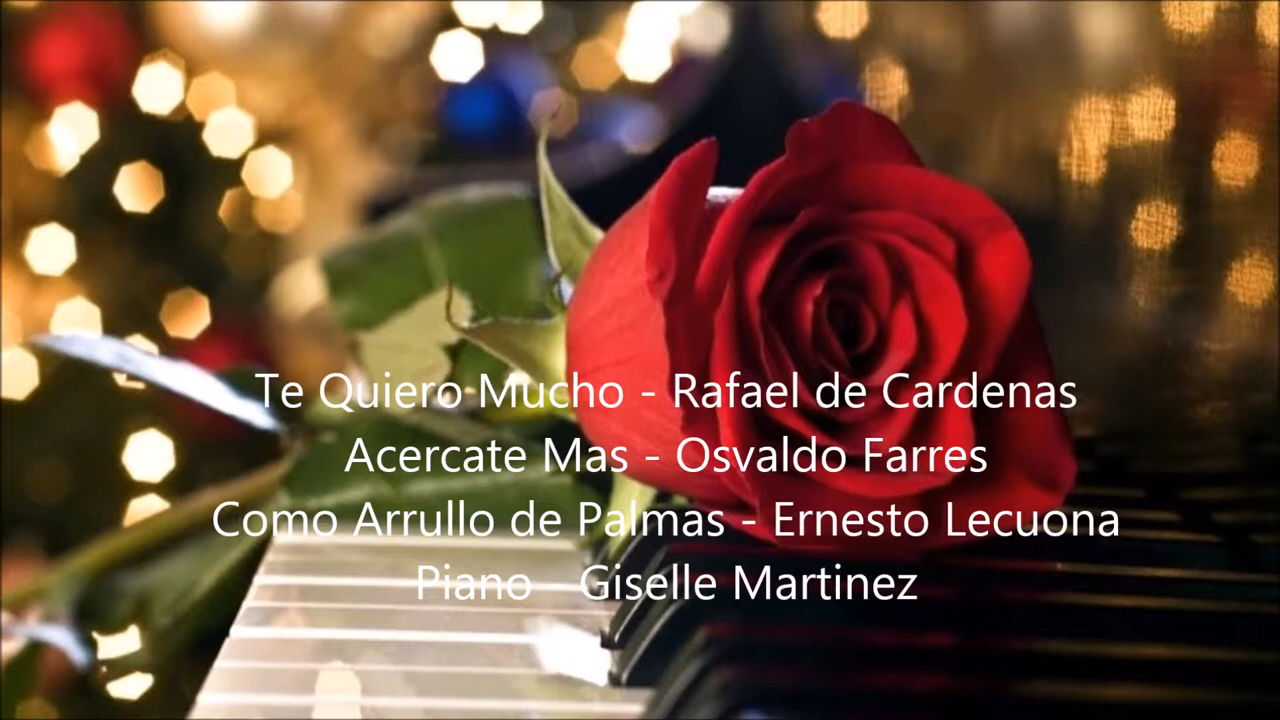 Te Quiero Mucho - Rafael de Cardenas
Acercate Mas - Osvaldo Farres
Como Arrullo de Palmas - Ernesto Lecuona
Piano - Giselle Martinez